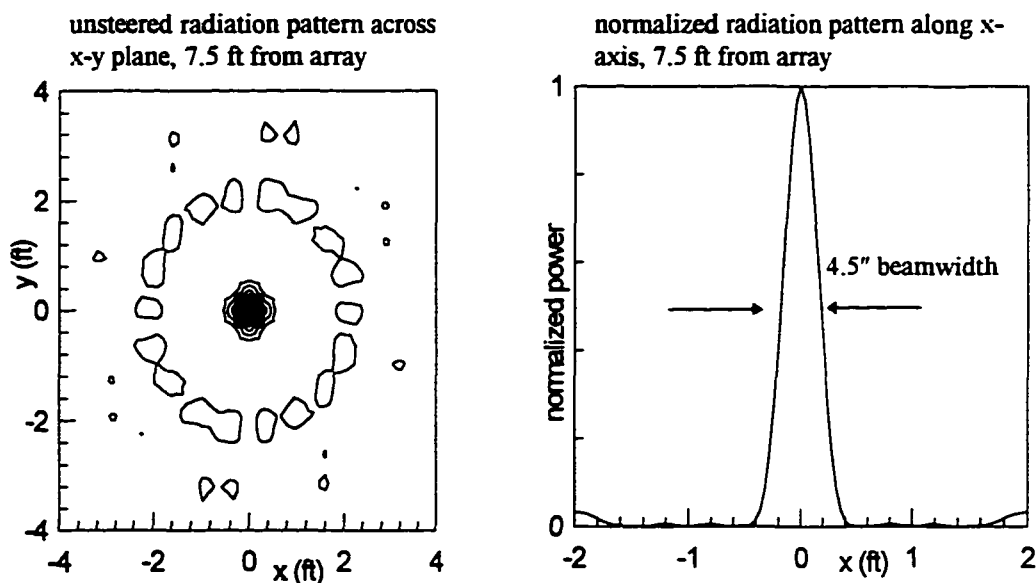 unsteered radiation pattern across
x-y plane, 7.5 ft from array
4
2
0
-2
-4
y (ft)
-4
-2
0
2
4
x (ft)
normalized radiation pattern along x-
axis, 7.5 ft from array
1
0
normalized power
4.5" beamwidth
-2
-1
0
1
2
x (ft)